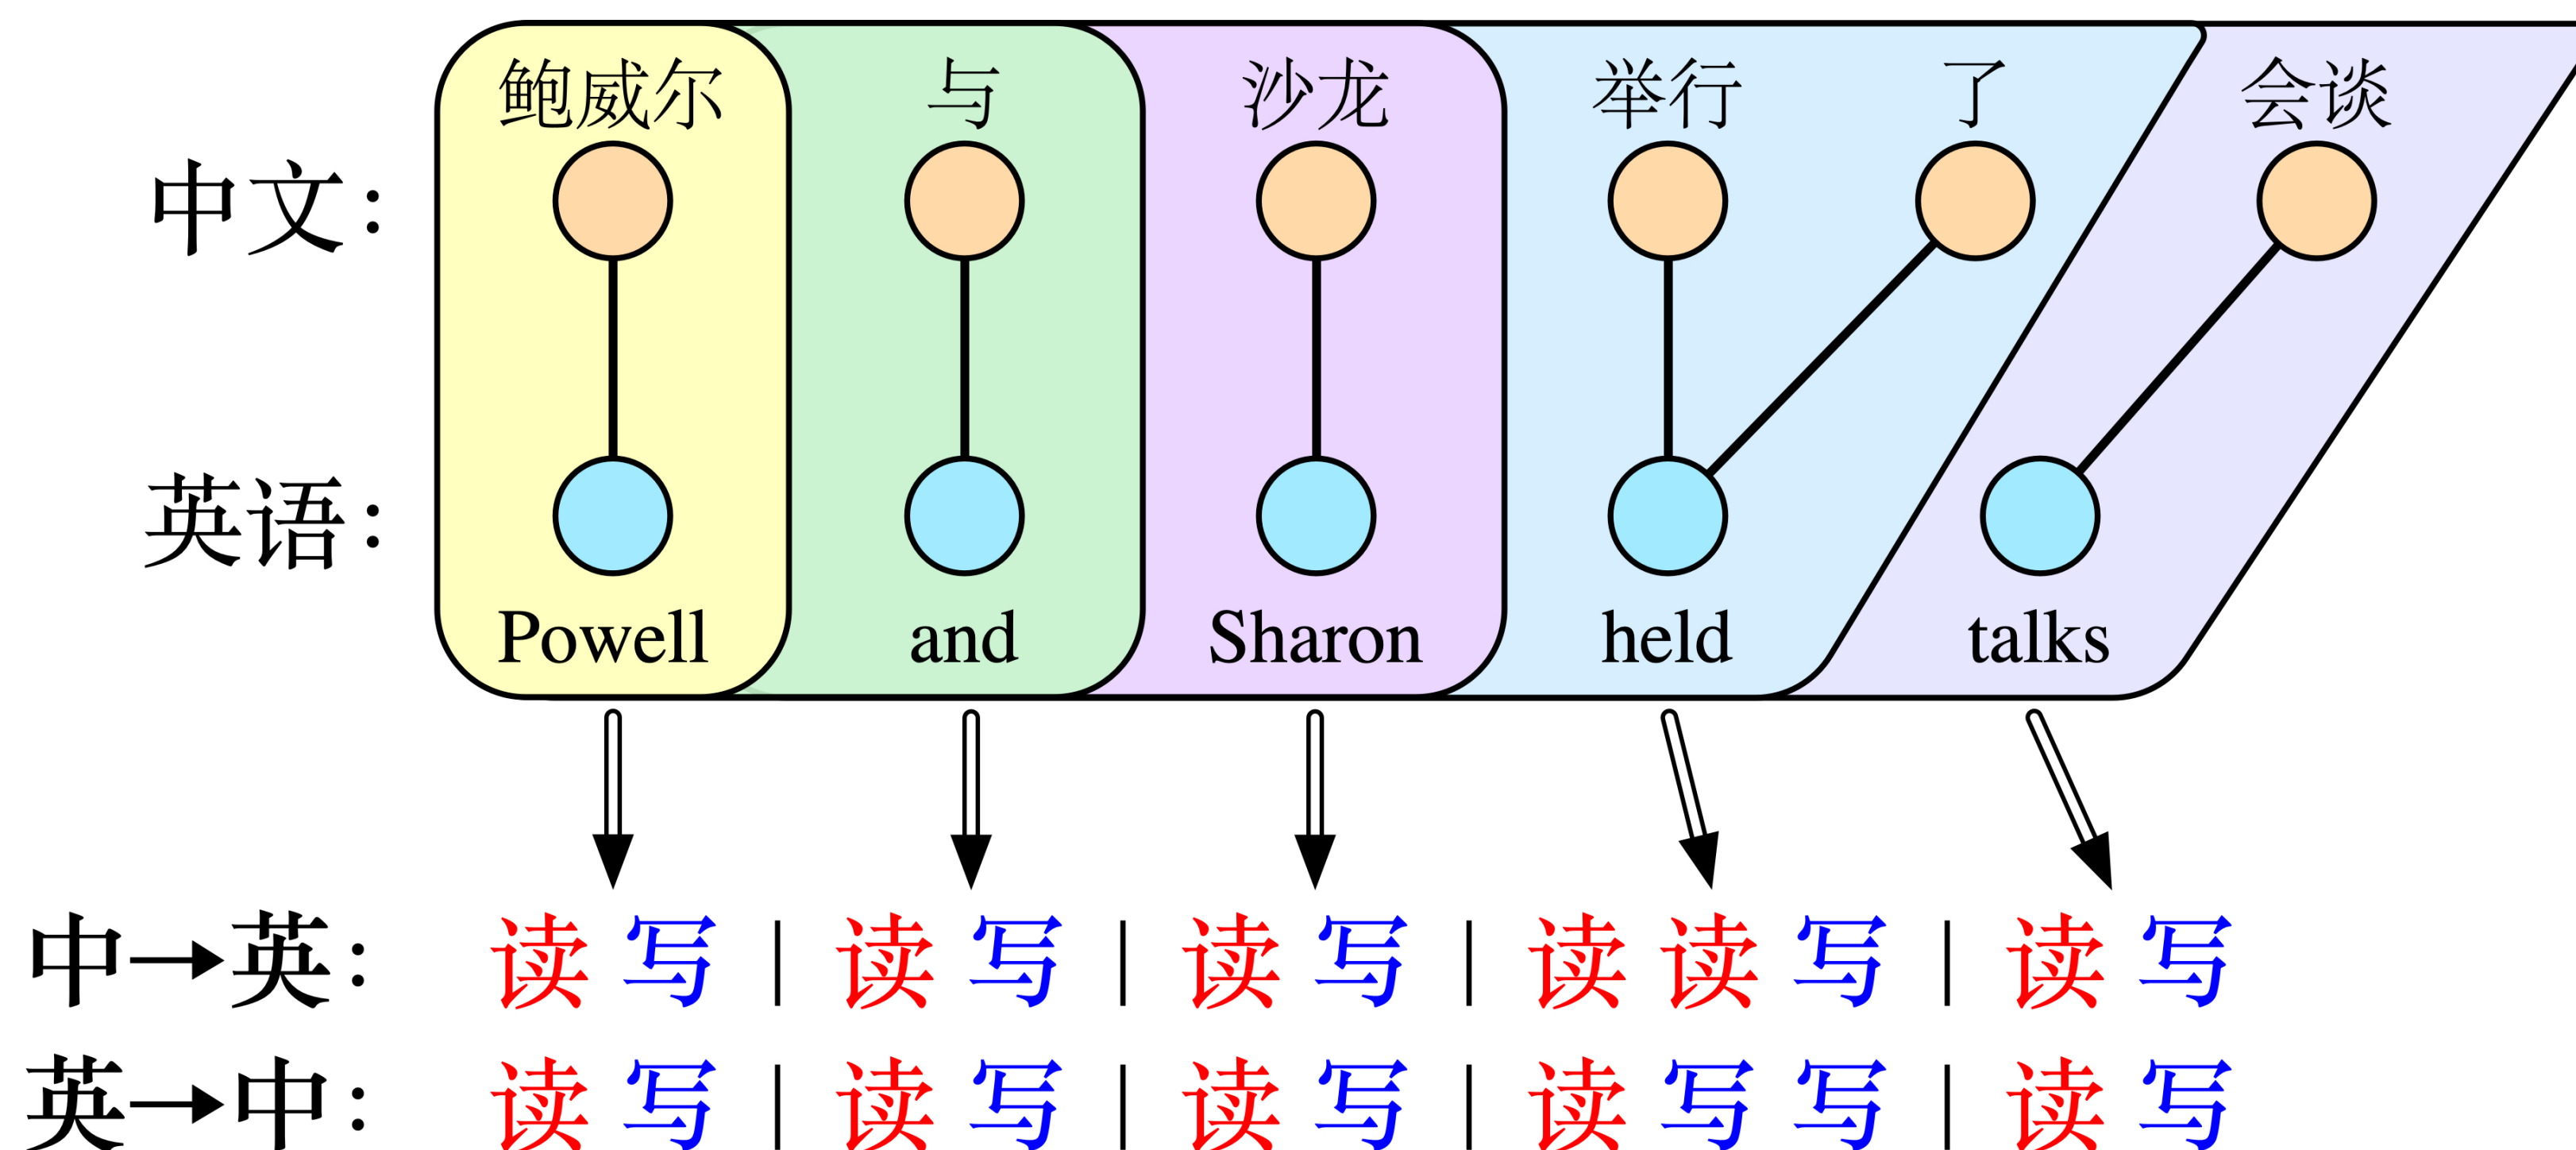 鲍威尔 与 沙龙 举行 了 会谈
中文:
英语:
Powell and Sharon held talks
中→英: 读 写 | 读 写 | 读 写 | 读 读 写 | 读 写
英→中: 读 写 | 读 写 | 读 写 | 读 写 写 | 读 写